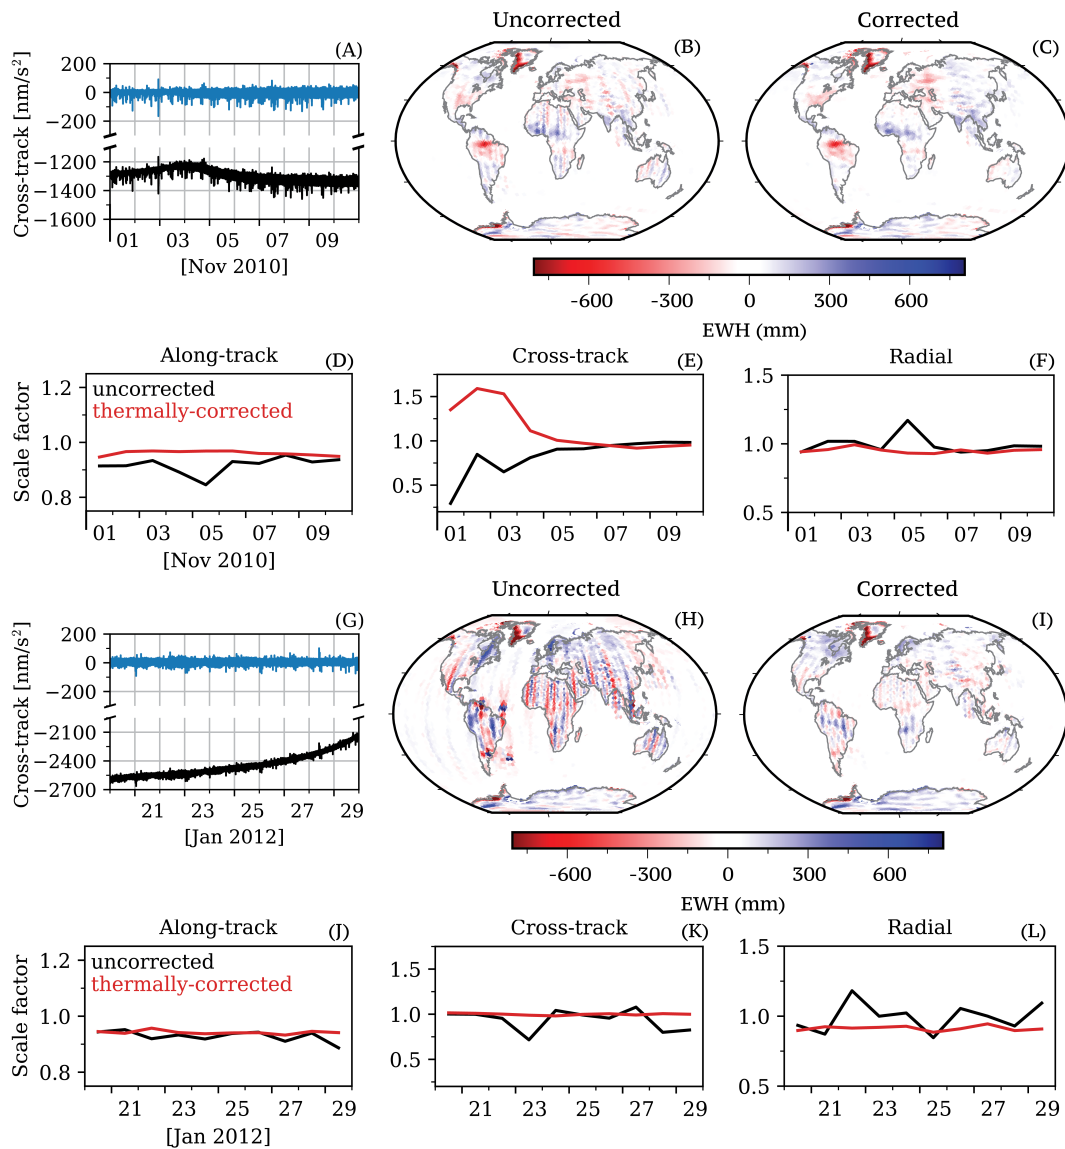 Uncorrected
Corrected
(A)
(B)
(C)
Cross-track [nm/s²]
200
0
−200
−1200
−1400
−1600
01 03 05 07 09
[Nov 2010]
-600 -300 0 300 600
EWH (mm)
Along-track
(D)
Cross-track
(E)
Radial
(F)
Scale factor
1.2
1.0
0.8
uncorrected
thermally-corrected
01 03 05 07 09
[Nov 2010]
1.5
1.0
0.5
01 03 05 07 09
1.5
1.0
0.5
01 03 05 07 09
Uncorrected
Corrected
(G)
(H)
(I)
Cross-track [nm/s²]
200
0
−200
−2100
−2400
−2700
21 23 25 27 29
[Jan 2012]
-600 -300 0 300 600
EWH (mm)
Along-track
(J)
Cross-track
(K)
Radial
(L)
Scale factor
1.2
1.0
0.8
uncorrected
thermally-corrected
21 23 25 27 29
[Jan 2012]
1.5
1.0
0.5
21 23 25 27 29
1.5
1.0
0.5
21 23 25 27 29